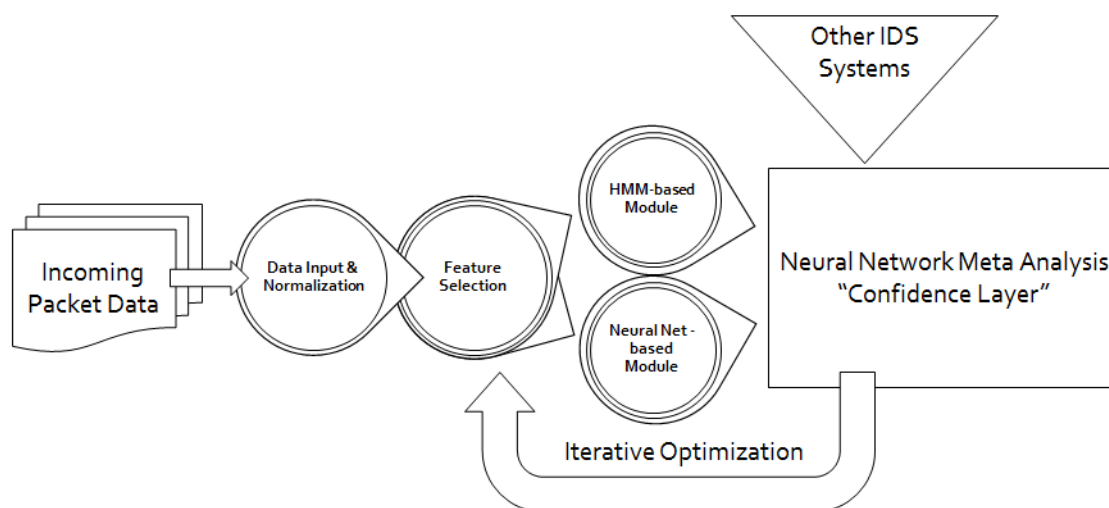 Other IDS
Systems
HMM-based
Module
Incoming
Packet Data
Data Input &
Normalization
Feature
Selection
Neural Network Meta Analysis
“Confidence Layer”
Neural Net -
based
Module
Iterative Optimization